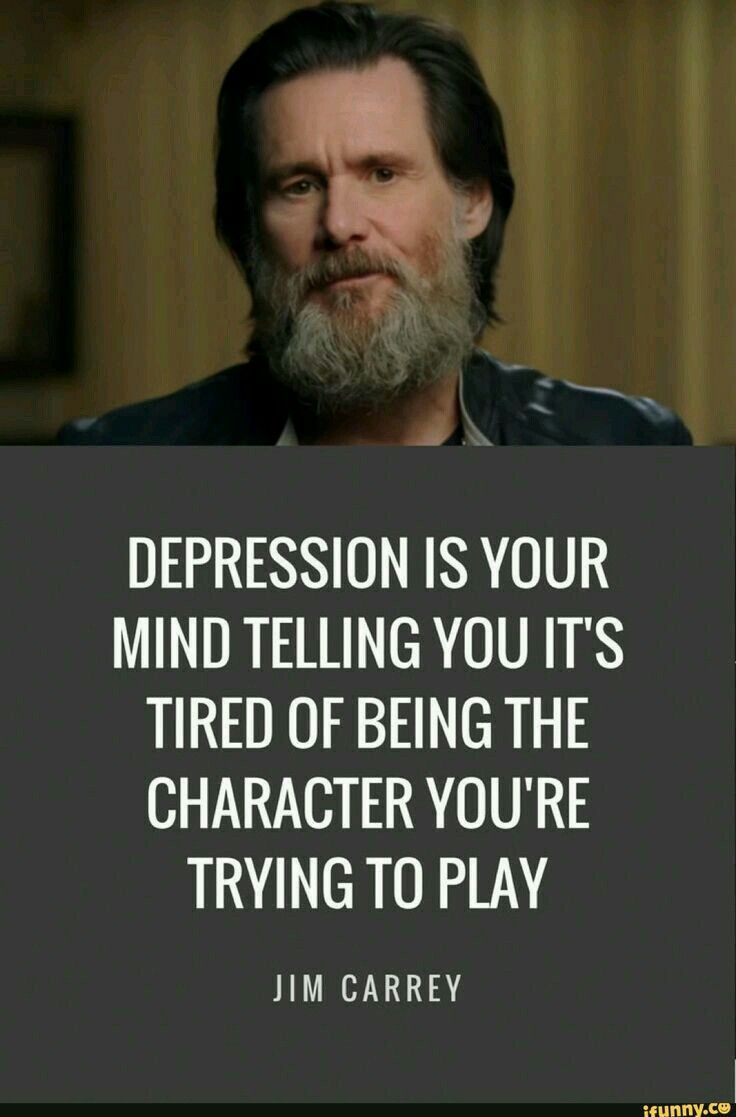 DEPRESSION IS YOUR
MIND TELLING YOU IT'S
TIRED OF BEING THE
CHARACTER YOU'RE
TRYING TO PLAY
JIM CARREY
ifunny.co